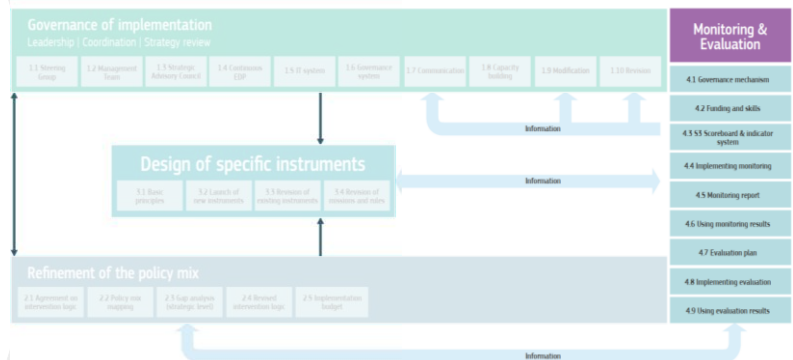 Governance of implementation
Leadership | Coordination | Strategy review
1.1 Steering
Group
1.2 Management
Team
1.3 Strategic
Advisory Council
1.4 Continuous
EDP
1.5 IT system
1.6 Governance
system
1.7 Communication
1.8 Capacity
building
1.9 Modification
1.10 Revision
Information
Design of specific instruments
3.1 Basic
principles
3.2 Launch of
new instruments
3.3 Revision of
existing instruments
3.4 Revision of
missions and roles
Information
Refinement of the policy mix
2.1 Agreement on
intervention logic
2.2 Policy mix
mapping
2.3 Gap analysis
(strategic level)
2.4 Revised
intervention logic
2.5 Implementation
budget
Information
Monitoring &
Evaluation
4.1 Governance mechanism
4.2 Funding and skills
4.3 S3 Scoreboard & indicator
system
4.4 Implementing monitoring
4.5 Monitoring report
4.6 Using monitoring results
4.7 Evaluation plan
4.8 Implementing evaluation
4.9 Using evaluation results